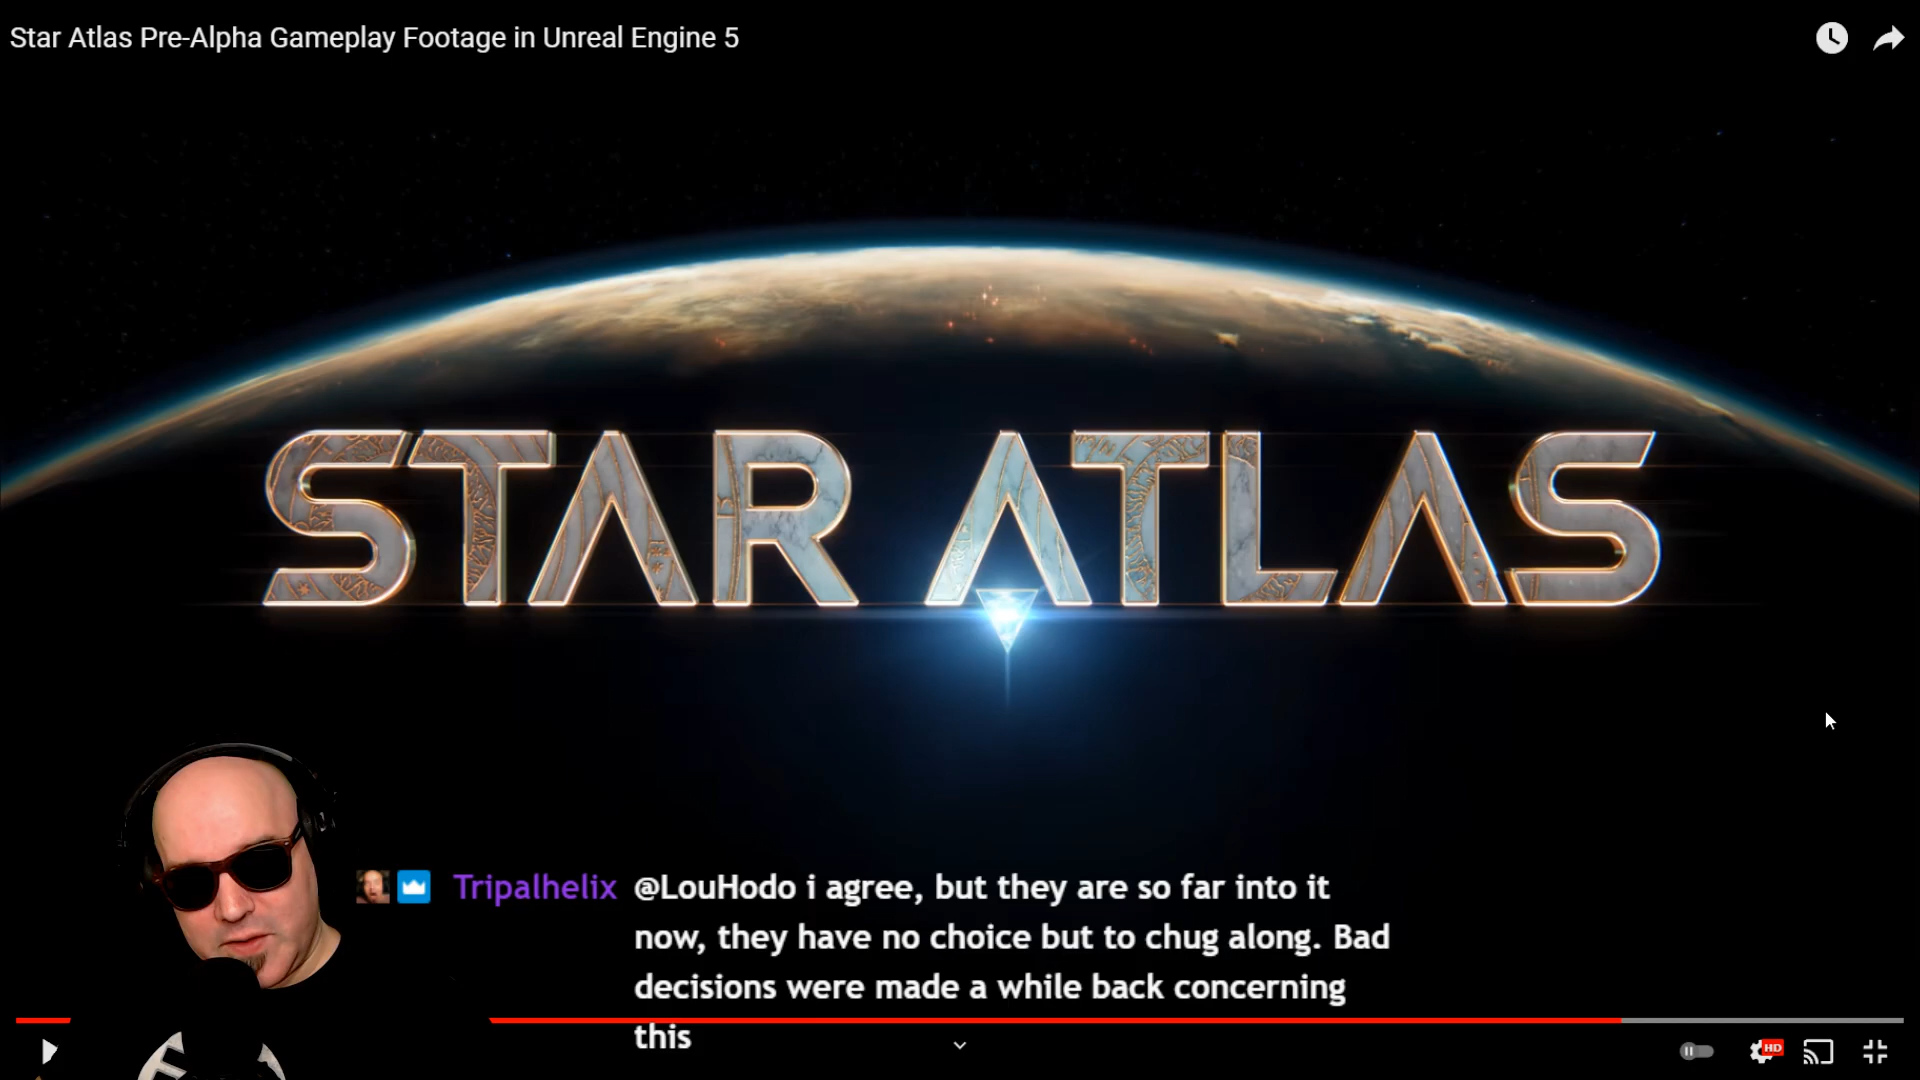 Star Atlas Pre-Alpha Gameplay Footage in Unreal Engine 5
STAR ATLAS
Tripalhelix @LouHodo i agree, but they are so far into it
now, they have no choice but to chug along. Bad
decisions were made a while back concerning
this
HD